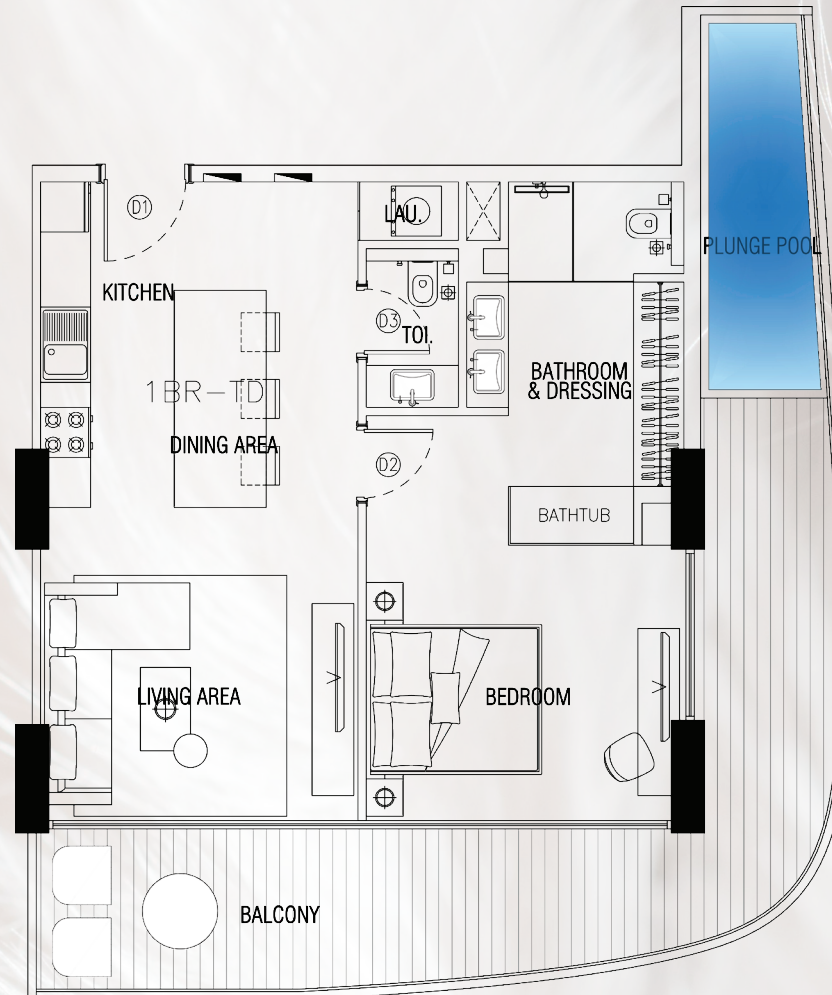 D1
LAU.
PLUNGE POOL
KITCHEN
D3
TOI.
BATHROOM
& DRESSING
1BR-TD
DINING AREA
D2
BATHTUB
LIVING AREA
BEDROOM
BALCONY